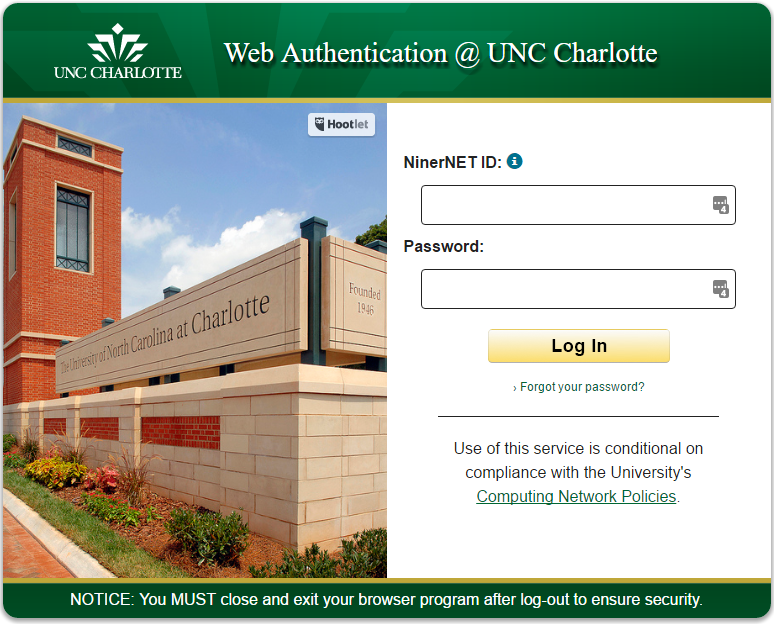 UNC CHARLOTTE
Web Authentication @ UNC Charlotte
Hootlet
The University of North Carolina at Charlotte
Founded
1946
NinerNET ID:
4
Password:
4
Log In
› Forgot your password?
Use of this service is conditional on
compliance with the University's
Computing Network Policies.
NOTICE: You MUST close and exit your browser program after log-out to ensure security.